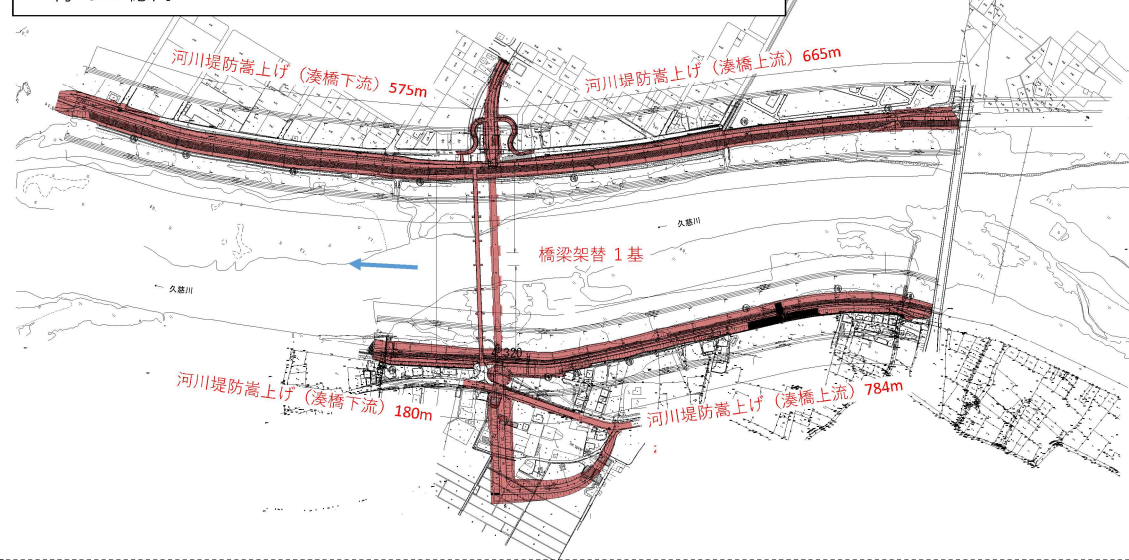 河川堤防嵩上げ（湊橋下流）575m
河川堤防嵩上げ（湊橋上流）665m
← 久慈川
橋梁架替 1 基
← 久慈川
320
河川堤防嵩上げ（湊橋下流）180m
河川堤防嵩上げ（湊橋上流）784m